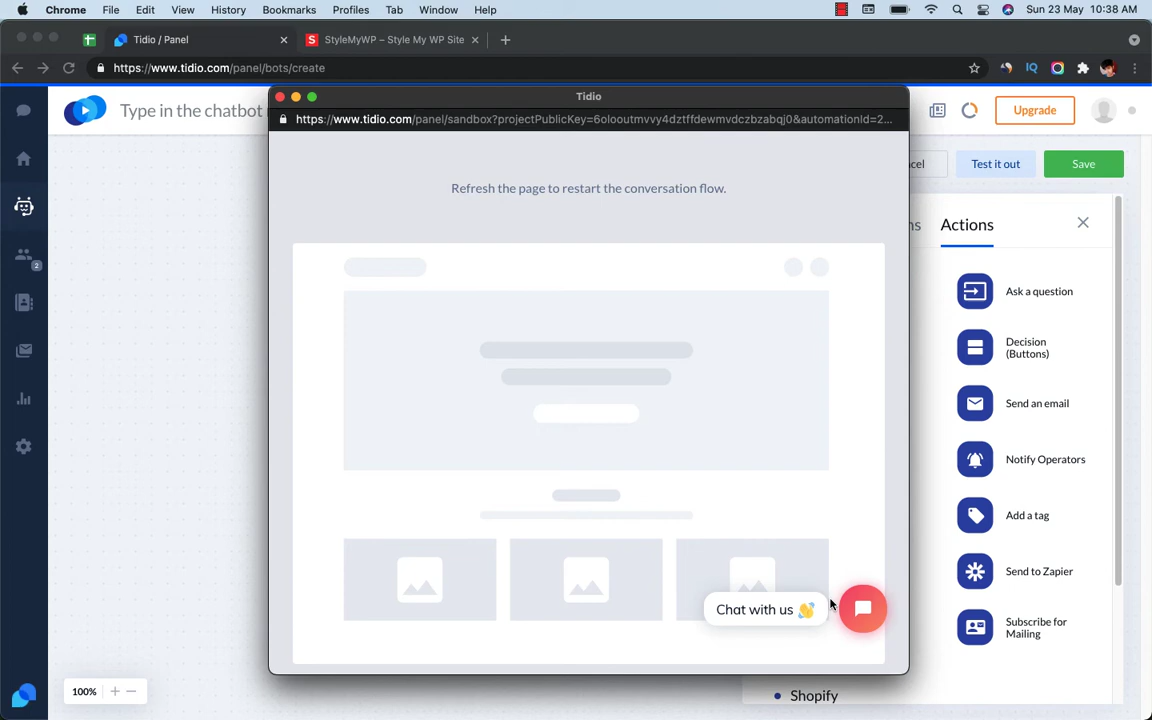 Chrome File Edit View History Bookmarks Profiles Tab Window Help Sun 23 May 10:38 AM
Tidio / Panel StyleMyWP – Style My WP Site
https://www.tidio.com/panel/bots/create
Tidio
Type in the chatbot
https://www.tidio.com/panel/sandbox?projectPublicKey=6olooutmvvy4dztffdewmvdczbzabqj0&automationId=2...
Upgrade
cel Test it out Save
Refresh the page to restart the conversation flow.
ns Actions
2
Ask a question
Decision
(Buttons)
Send an email
Notify Operators
Add a tag
Send to Zapier
Chat with us 👋
Subscribe for
Mailing
100% + −
Shopify